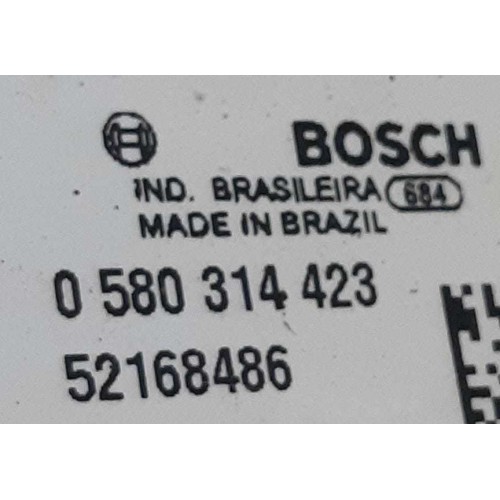 BOSCH
IND. BRASILEIRA 684
MADE IN BRAZIL
0 580 314 423
52168486